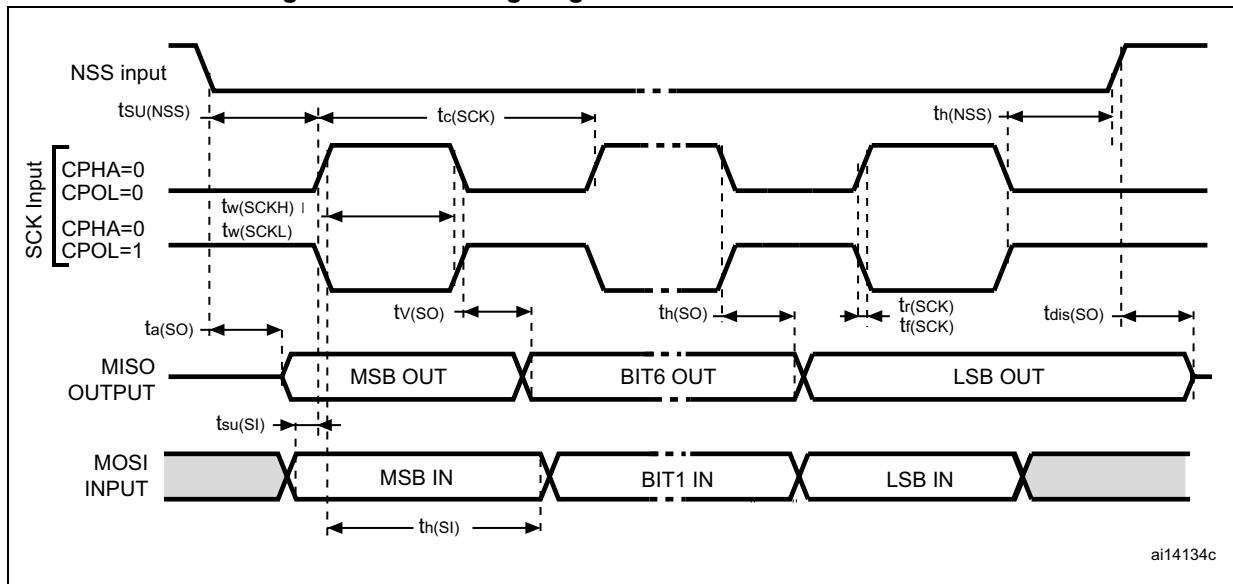 NSS input
tSU(NSS)
tc(SCK)
th(NSS)
SCK Input
CPHA=0
CPOL=0
tw(SCKH)
CPHA=0
tw(SCKL)
CPOL=1
tV(SO)
th(SO)
tr(SCK)
tf(SCK)
tdis(SO)
ta(SO)
MISO
OUTPUT
MSB OUT
BIT6 OUT
LSB OUT
tsu(SI)
MOSI
INPUT
MSB IN
BIT1 IN
LSB IN
th(SI)
ai14134c